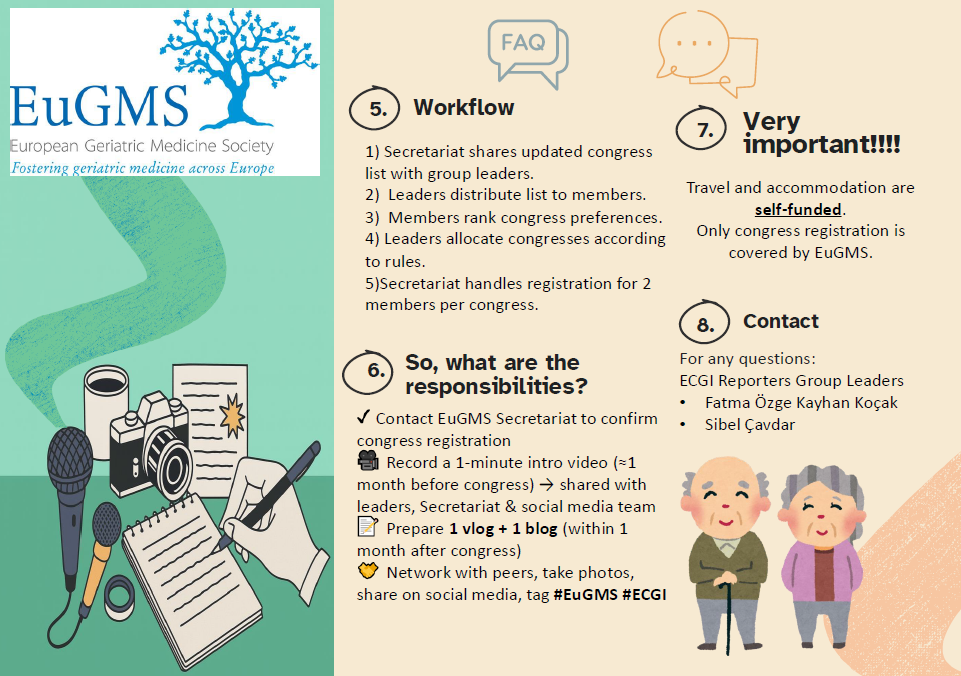 EuGMS
European Geriatric Medicine Society
Fostering geriatric medicine across Europe
FAQ
5. Workflow
1) Secretariat shares updated congress
list with group leaders.
2) Leaders distribute list to members.
3) Members rank congress preferences.
4) Leaders allocate congresses according
to rules.
5)Secretariat handles registration for 2
members per congress.
6. So, what are the
responsibilities?
✔ Contact EuGMS Secretariat to confirm
congress registration
🎥 Record a 1-minute intro video (≈1
month before congress) → shared with
leaders, Secretariat & social media team
📝 Prepare 1 vlog + 1 blog (within 1
month after congress)
🤝 Network with peers, take photos,
share on social media, tag #EuGMS #ECGI
7. Very
important!!!!
Travel and accommodation are
self-funded.
Only congress registration is
covered by EuGMS.
8. Contact
For any questions:
ECGI Reporters Group Leaders
• Fatma Özge Kayhan Koçak
• Sibel Çavdar